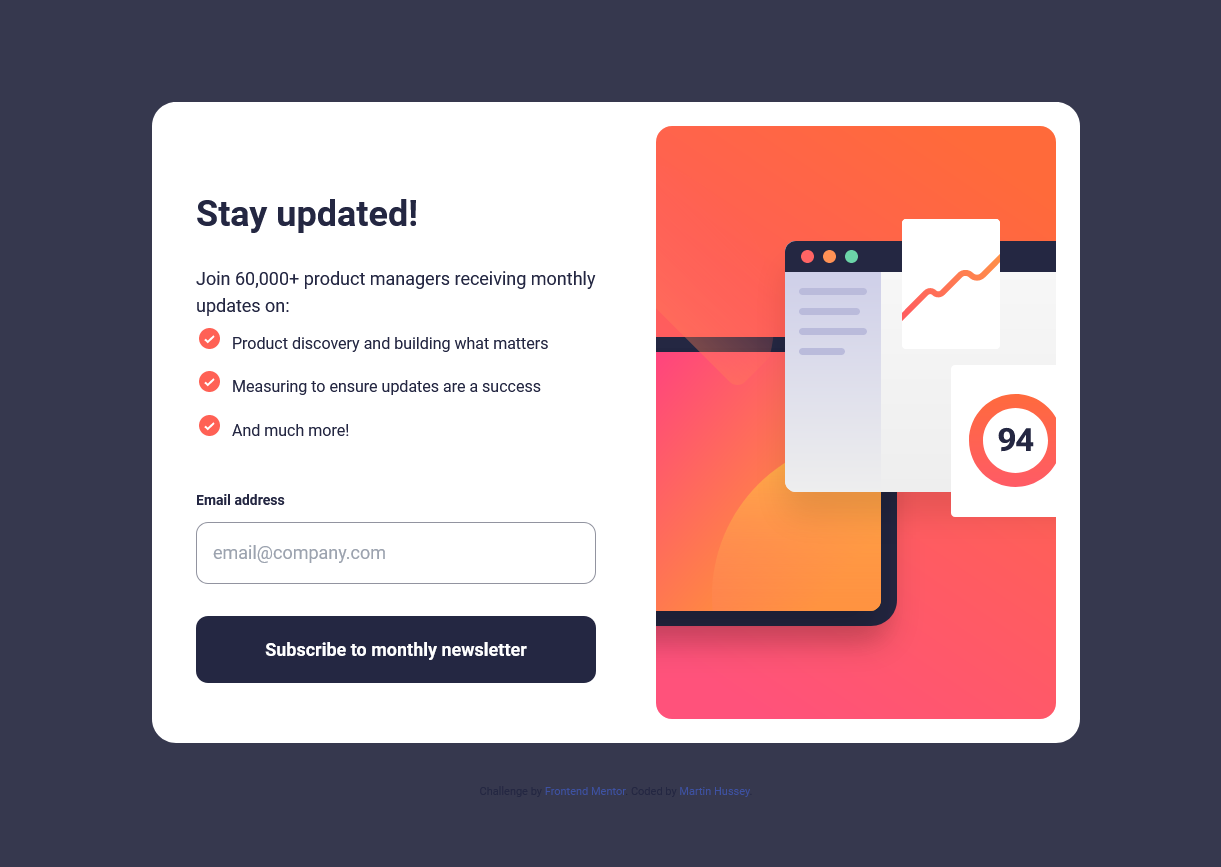 Stay updated!
Join 60,000+ product managers receiving monthly
updates on:
Product discovery and building what matters
Measuring to ensure updates are a success
And much more!
Email address
email@company.com
Subscribe to monthly newsletter
94
Challenge by Frontend Mentor. Coded by Martin Hussey